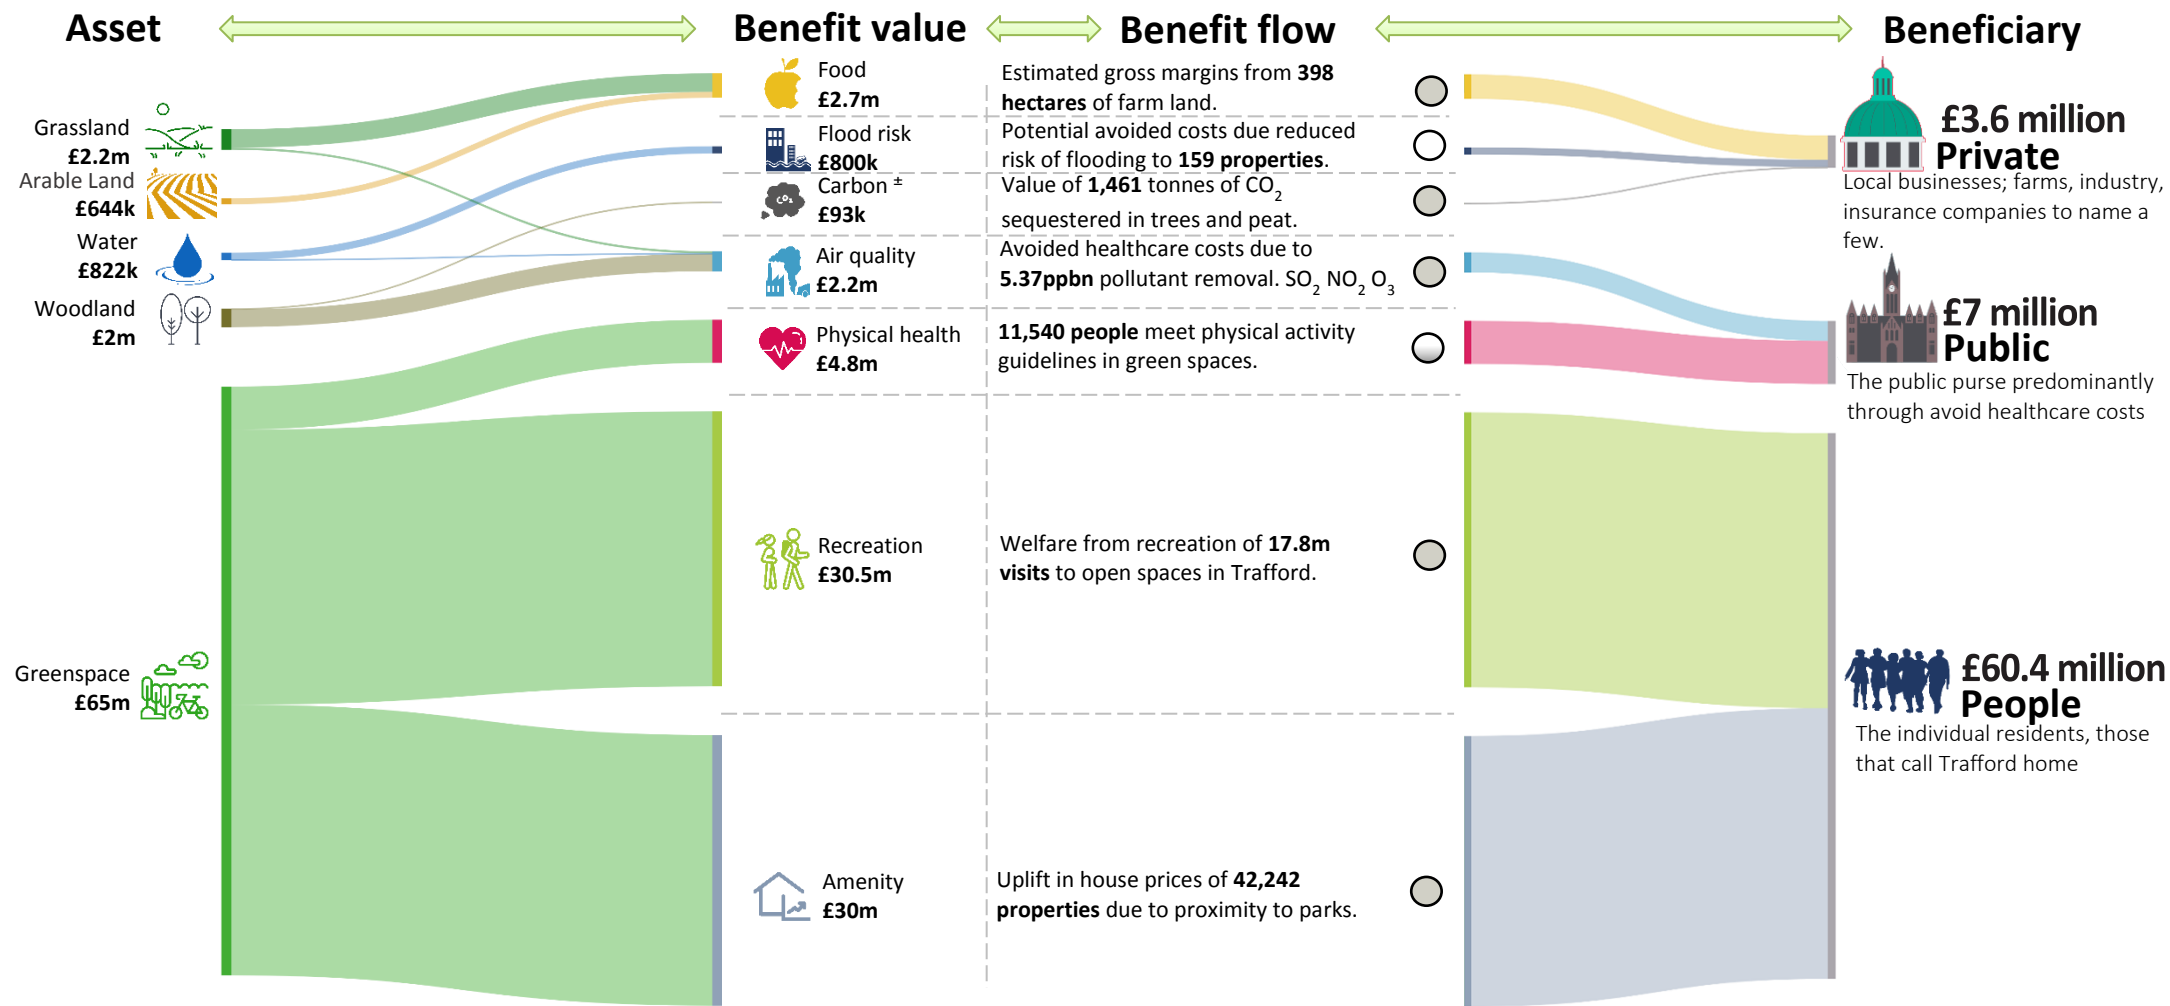 Asset
Benefit value
Benefit flow
Beneficiary
Grassland
£2.2m
Arable Land
£644k
Water
£822k
Woodland
£2m
Greenspace
£65m
Food
£2.7m
Flood risk
£800k
Carbon ±
£93k
CO₂
Air quality
£2.2m
Physical health
£4.8m
Recreation
£30.5m
Amenity
£30m
Estimated gross margins from 398
hectares of farm land.
Potential avoided costs due reduced
risk of flooding to 159 properties.
Value of 1,461 tonnes of CO₂
sequestered in trees and peat.
Avoided healthcare costs due to
5.37ppbn pollutant removal. SO₂ NO₂ O₃
11,540 people meet physical activity
guidelines in green spaces.
Welfare from recreation of 17.8m
visits to open spaces in Trafford.
Uplift in house prices of 42,242
properties due to proximity to parks.
£3.6 million
Private
Local businesses; farms, industry,
insurance companies to name a
few.
£7 million
Public
The public purse predominantly
through avoid healthcare costs
£60.4 million
People
The individual residents, those
that call Trafford home